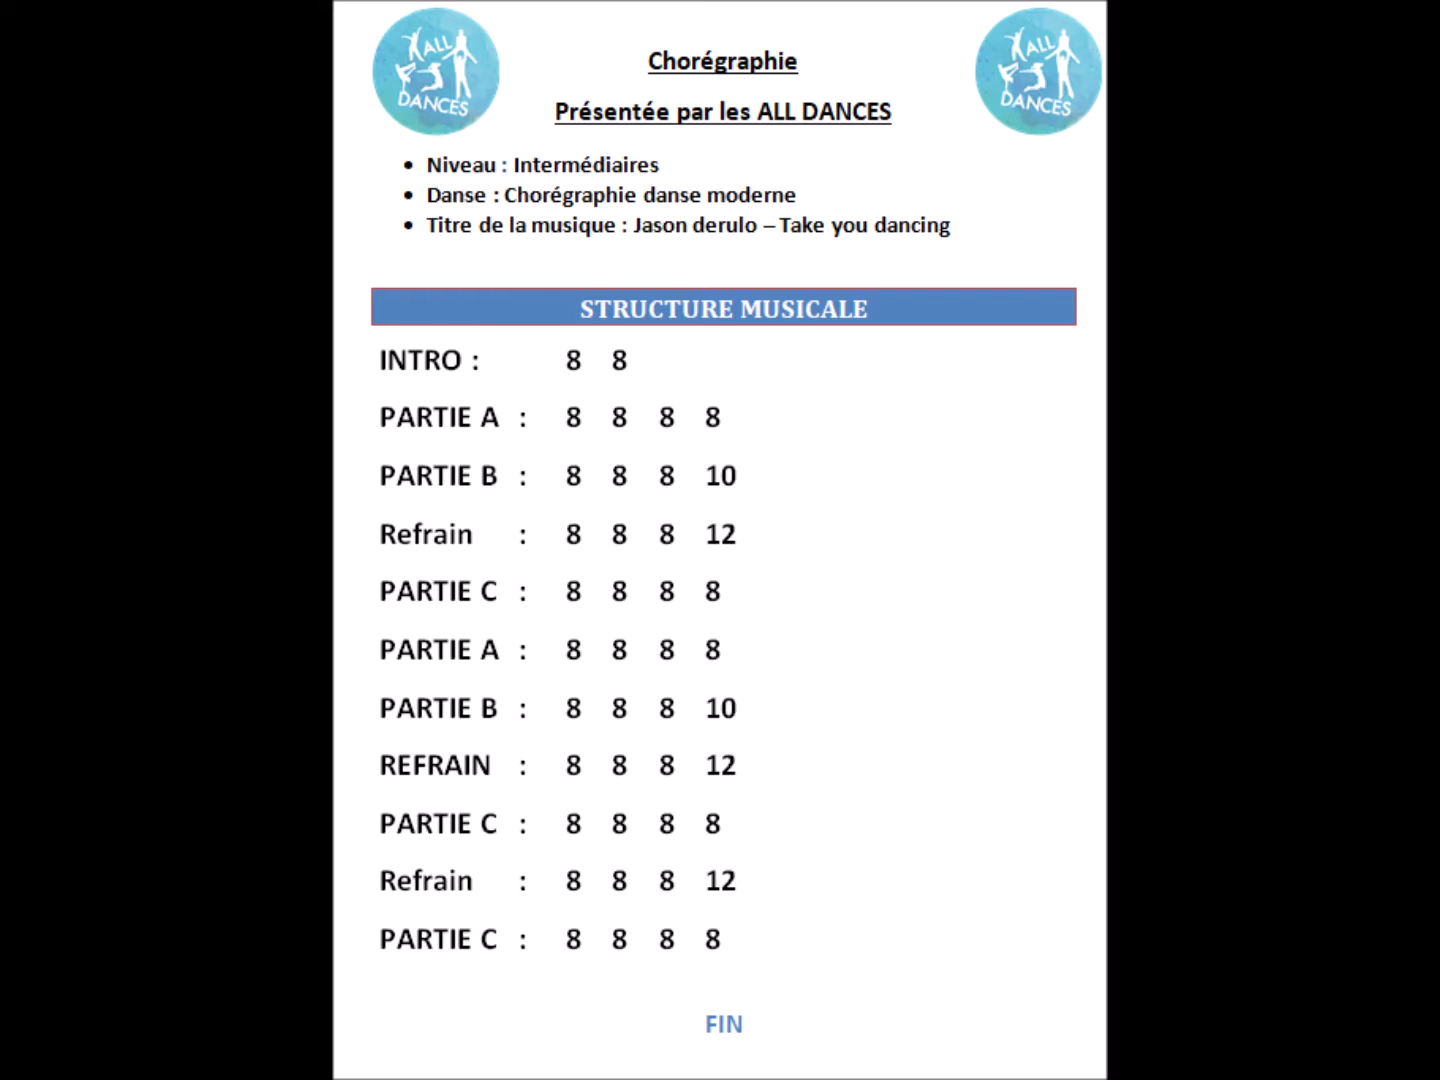 ALL
DANCES
Chorégraphie
Présentée par les ALL DANCES
ALL
DANCES
• Niveau : Intermédiaires
• Danse : Chorégraphie danse moderne
• Titre de la musique : Jason derulo – Take you dancing
STRUCTURE MUSICALE
INTRO : 8 8
PARTIE A : 8 8 8 8
PARTIE B : 8 8 8 10
Refrain : 8 8 8 12
PARTIE C : 8 8 8 8
PARTIE A : 8 8 8 8
PARTIE B : 8 8 8 10
REFRAIN : 8 8 8 12
PARTIE C : 8 8 8 8
Refrain : 8 8 8 12
PARTIE C : 8 8 8 8
FIN